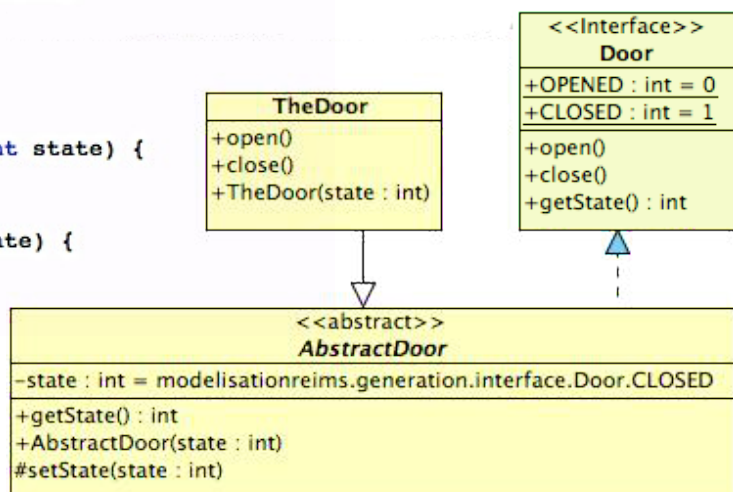 nt state) {
ate) {
TheDoor
+open()
+close()
+TheDoor(state : int)
<<Interface>>
Door
+OPENED : int = 0
+CLOSED : int = 1
+open()
+close()
+getState() : int
<<abstract>>
AbstractDoor
-state : int = modelisationreims.generation.interface.Door.CLOSED
+getState() : int
+AbstractDoor(state : int)
#setState(state : int)